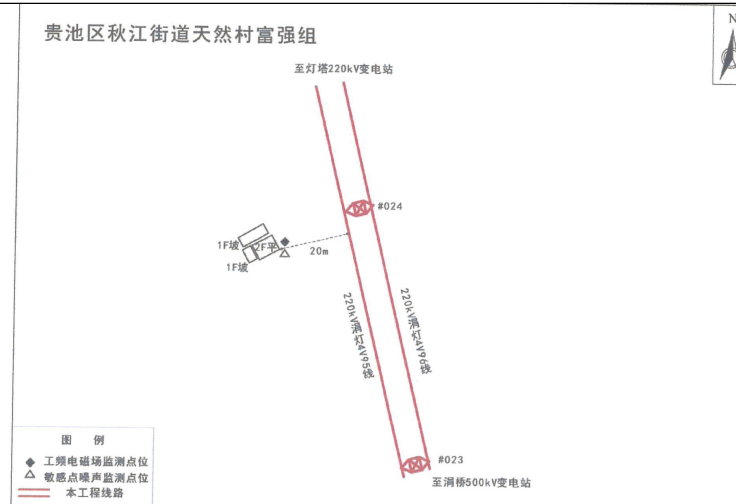 贵池区秋江街道天然村富强组
N
至灯塔220kV变电站
#024
1F坡
2F平
20m
1F坡
220kV涓灯4V95线
220kV涓灯4V96线
#023
至涓桥500kV变电站
图 例
工频电磁场监测点位
敏感点噪声监测点位
本工程线路